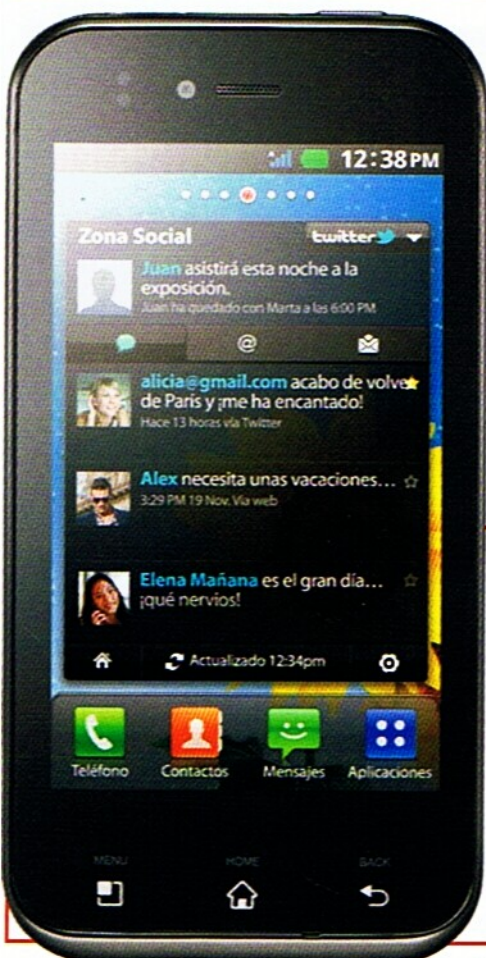 12:38 PM
Zona Social
twitter
Juan asistirá esta noche a la
exposición.
Juan ha quedado con Marta a las 6:00 PM
@
alicia@gmail.com acabo de volver
de París y ¡me ha encantado!
Hace 13 horas vía Twitter
Alex necesita unas vacaciones...
3:29 PM 19 Nov. Vía web
Elena Mañana es el gran día...
¡qué nervios!
Actualizado 12:34pm
Teléfono Contactos Mensajes Aplicaciones
MENU HOME BACK